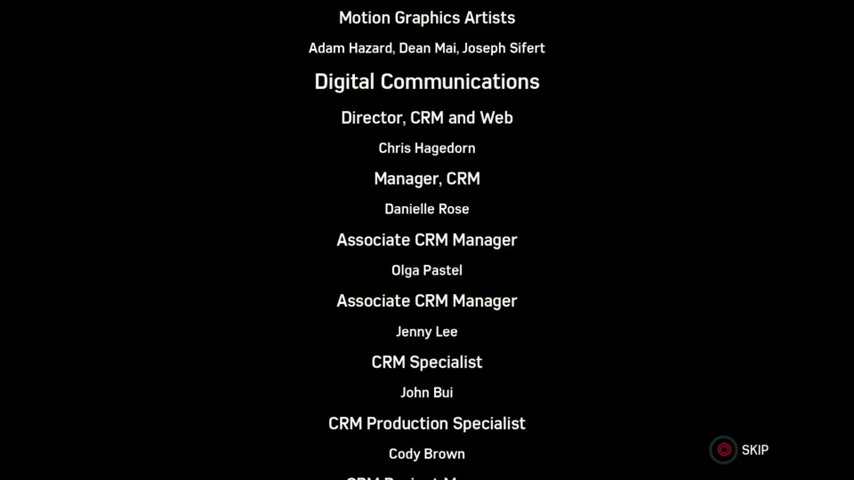 Motion Graphics Artists
Adam Hazard, Dean Mai, Joseph Sifert
Digital Communications
Director, CRM and Web
Chris Hagedorn
Manager, CRM
Danielle Rose
Associate CRM Manager
Olga Pastel
Associate CRM Manager
Jenny Lee
CRM Specialist
John Bui
CRM Production Specialist
Cody Brown
SKIP